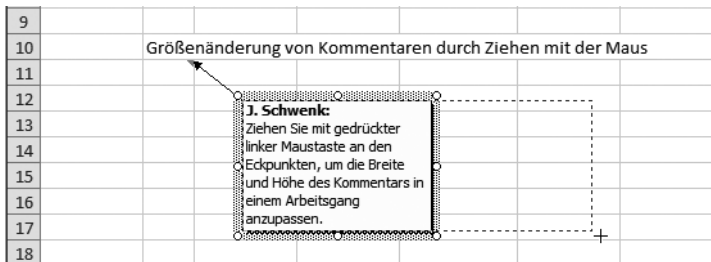 9
10 Größenänderung von Kommentaren durch Ziehen mit der Maus
11
12
J. Schwenk:
13
Ziehen Sie mit gedrückter
14
linker Maustaste an den
15
Eckpunkten, um die Breite
und Höhe des Kommentars in
16
einem Arbeitsgang
17
anzupassen.
18